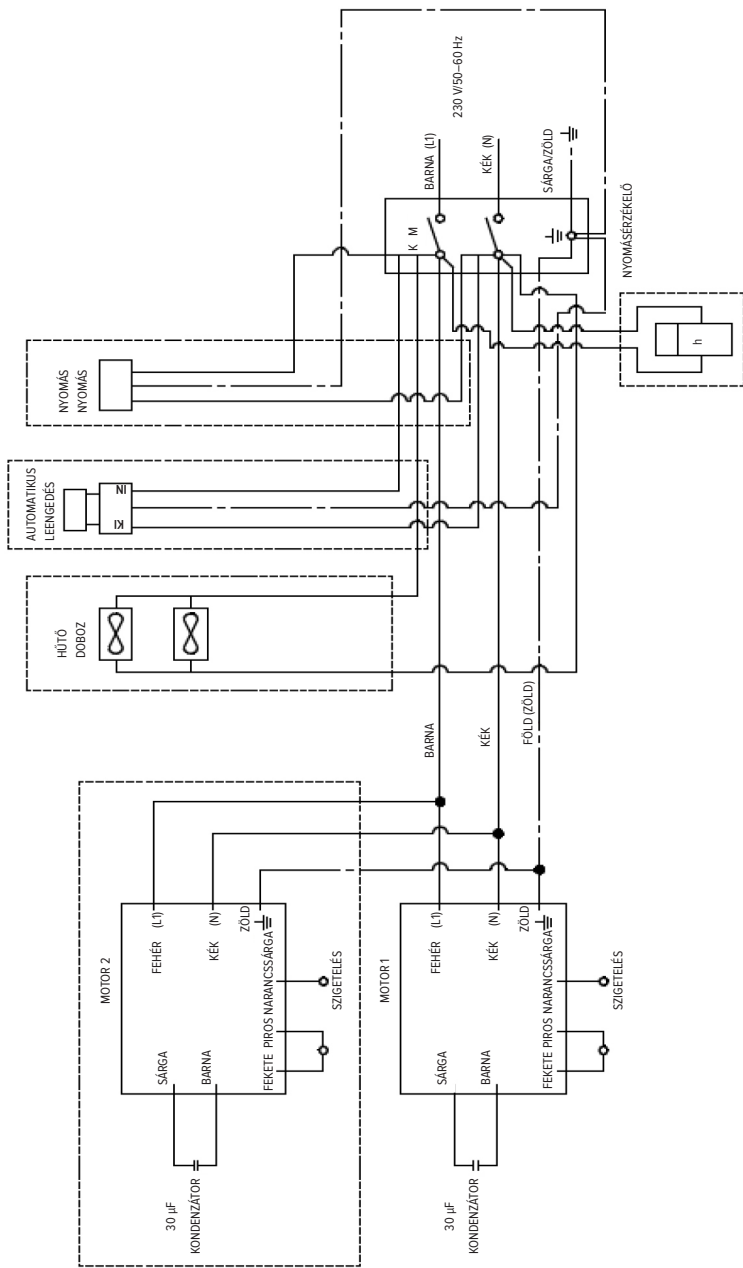 30 µF
KONDENZÁTOR
SÁRGA
BARNA
FEKETE
PIROS
NARANCSSÁRGA
MOTOR 1
FEHÉR (L1)
KÉK (N)
ZÖLD
SZIGETELÉS
30 µF
KONDENZÁTOR
SÁRGA
BARNA
FEKETE
PIROS
NARANCSSÁRGA
MOTOR 2
FEHÉR (L1)
KÉK (N)
ZÖLD
SZIGETELÉS
BARNA
KÉK
FÖLD (ZÖLD)
HŰTŐ
DOBOZ
AUTOMATIKUS
LEENGEDÉS
KI
IN
NYOMÁS
NYOMÁS
K M
BARNA (L1)
KÉK (N)
SÁRGA/ZÖLD
230 V/50–60 Hz
NYOMÁSÉRZÉKELŐ
h